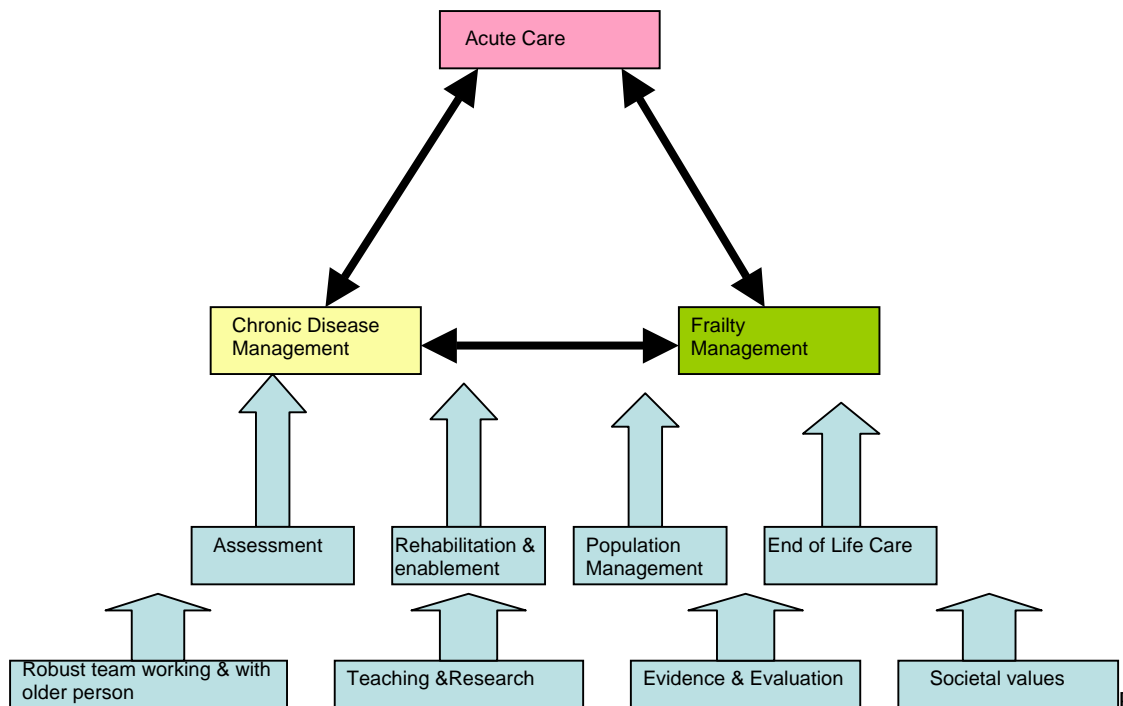 Acute Care
Chronic Disease
Management
Frailty
Management
Assessment
Rehabilitation &
enablement
Population
Management
End of Life Care
Robust team working & with
older person
Teaching &Research
Evidence & Evaluation
Societal values